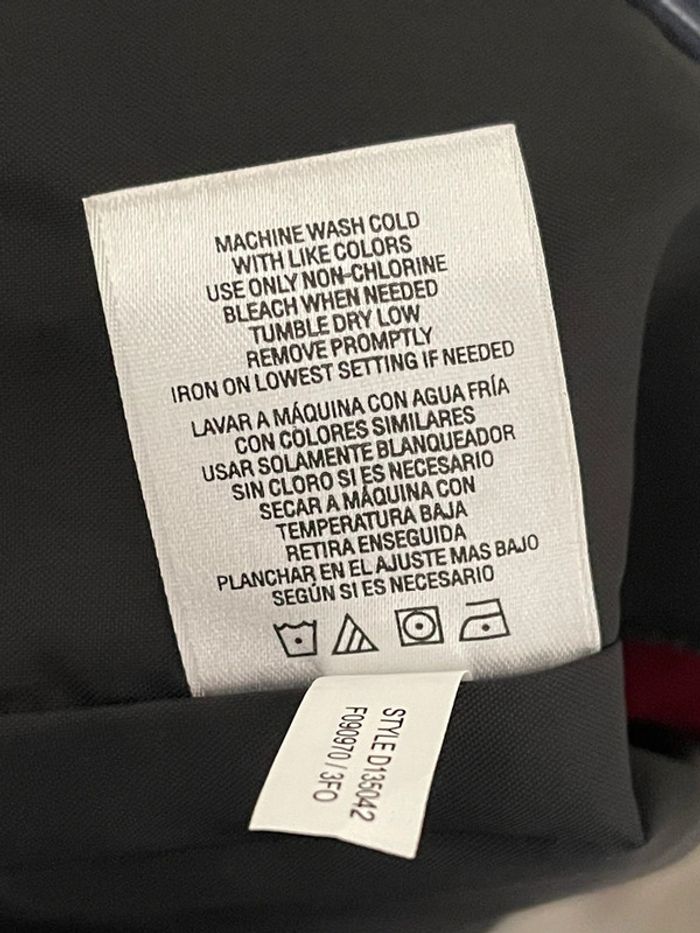 MACHINE WASH COLD
WITH LIKE COLORS
USE ONLY NON-CHLORINE
BLEACH WHEN NEEDED
TUMBLE DRY LOW
REMOVE PROMPTLY
IRON ON LOWEST SETTING IF NEEDED
LAVAR A MÁQUINA CON AGUA FRÍA
CON COLORES SIMILARES
USAR SOLAMENTE BLANQUEADOR
SIN CLORO SI ES NECESARIO
SECAR A MÁQUINA CON
TEMPERATURA BAJA
RETIRA ENSEGUIDA
PLANCHAR EN EL AJUSTE MAS BAJO
SEGÚN SI ES NECESARIO
STYLE D135042
F090970 / 3FO